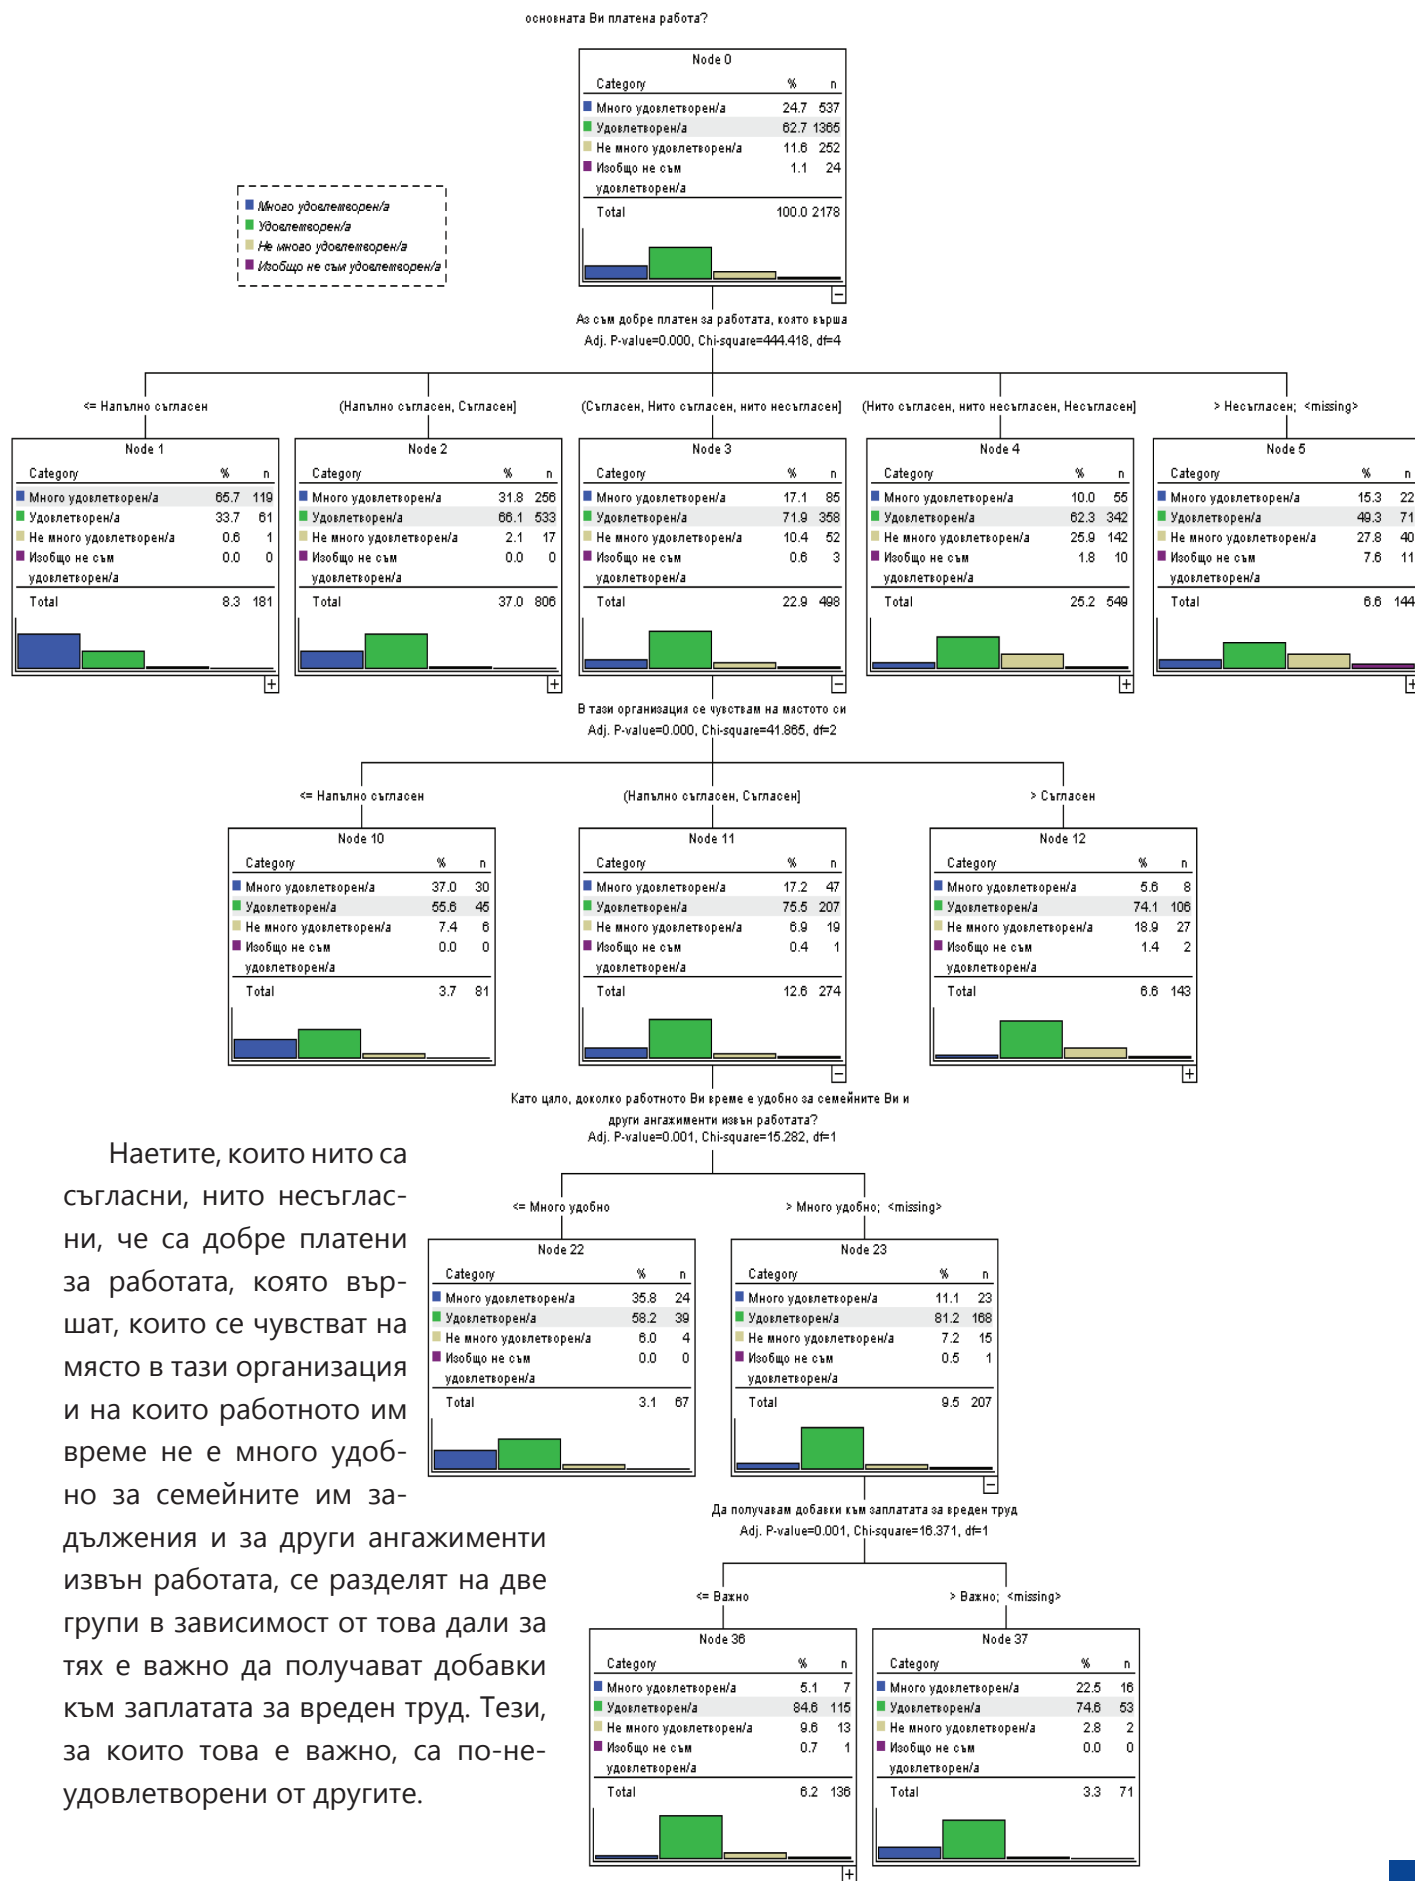 основната Ви платена работа?
Node 0
Category % n
Много удовлетворен/а 24.7 537
Удовлетворен/а 62.7 1365
Не много удовлетворен/а 11.6 252
Изобщо не съм 1.1 24
удовлетворен/а
Total 100.0 2178
Много удовлетворен/а
Удовлетворен/а
Не много удовлетворен/а
Изобщо не съм удовлетворен/а
Аз съм добре платен за работата, която върша
Adj. P-value=0.000, Chi-square=444.418, df=4
<= Напълно съгласен
(Напълно съгласен, Съгласен]
(Съгласен, Нито съгласен, нито несъгласен]
(Нито съгласен, нито несъгласен, Несъгласен]
> Несъгласен; <missing>
Node 1
Category % n
Много удовлетворен/а 65.7 119
Удовлетворен/а 33.7 61
Не много удовлетворен/а 0.6 1
Изобщо не съм 0.0 0
удовлетворен/а
Total 8.3 181
Node 2
Category % n
Много удовлетворен/а 31.8 256
Удовлетворен/а 66.1 533
Не много удовлетворен/а 2.1 17
Изобщо не съм 0.0 0
удовлетворен/а
Total 37.0 806
Node 3
Category % n
Много удовлетворен/а 17.1 85
Удовлетворен/а 71.9 358
Не много удовлетворен/а 10.4 52
Изобщо не съм 0.6 3
удовлетворен/а
Total 22.9 498
Node 4
Category % n
Много удовлетворен/а 10.0 55
Удовлетворен/а 62.3 342
Не много удовлетворен/а 25.9 142
Изобщо не съм 1.8 10
удовлетворен/а
Total 25.2 549
Node 5
Category % n
Много удовлетворен/а 15.3 22
Удовлетворен/а 49.3 71
Не много удовлетворен/а 27.8 40
Изобщо не съм 7.6 11
удовлетворен/а
Total 6.6 144
В тази организация се чувствам на мястото си
Adj. P-value=0.000, Chi-square=41.865, df=2
<= Напълно съгласен
(Напълно съгласен, Съгласен]
> Съгласен
Node 10
Category % n
Много удовлетворен/а 37.0 30
Удовлетворен/а 55.6 45
Не много удовлетворен/а 7.4 6
Изобщо не съм 0.0 0
удовлетворен/а
Total 3.7 81
Node 11
Category % n
Много удовлетворен/а 17.2 47
Удовлетворен/а 75.5 207
Не много удовлетворен/а 6.9 19
Изобщо не съм 0.4 1
удовлетворен/а
Total 12.6 274
Node 12
Category % n
Много удовлетворен/а 5.6 8
Удовлетворен/а 74.1 106
Не много удовлетворен/а 18.9 27
Изобщо не съм 1.4 2
удовлетворен/а
Total 6.6 143
Като цяло, доколко работното Ви време е удобно за семейните Ви и
други ангажименти извън работата?
Adj. P-value=0.001, Chi-square=15.282, df=1
<= Много удобно
> Много удобно; <missing>
Node 22
Category % n
Много удовлетворен/а 35.8 24
Удовлетворен/а 58.2 39
Не много удовлетворен/а 6.0 4
Изобщо не съм 0.0 0
удовлетворен/а
Total 3.1 67
Node 23
Category % n
Много удовлетворен/а 11.1 23
Удовлетворен/а 81.2 168
Не много удовлетворен/а 7.2 15
Изобщо не съм 0.5 1
удовлетворен/а
Total 9.5 207
Да получавам добавки към заплатата за вреден труд
Adj. P-value=0.001, Chi-square=16.371, df=1
<= Важно
> Важно; <missing>
Node 36
Category % n
Много удовлетворен/а 5.1 7
Удовлетворен/а 84.6 115
Не много удовлетворен/а 9.6 13
Изобщо не съм 0.7 1
удовлетворен/а
Total 6.2 136
Node 37
Category % n
Много удовлетворен/а 22.5 16
Удовлетворен/а 74.6 53
Не много удовлетворен/а 2.8 2
Изобщо не съм 0.0 0
удовлетворен/а
Total 3.3 71
Наетите, които нито са
съгласни, нито несъглас-
ни, че са добре платени
за работата, която вър-
шат, които се чувстват на
място в тази организация
и на които работното им
време не е много удоб-
но за семейните им за-
дължения и за други ангажименти
извън работата, се разделят на две
групи в зависимост от това дали за
тях е важно да получават добавки
към заплатата за вреден труд. Тези,
за които това е важно, са по-не-
удовлетворени от другите.